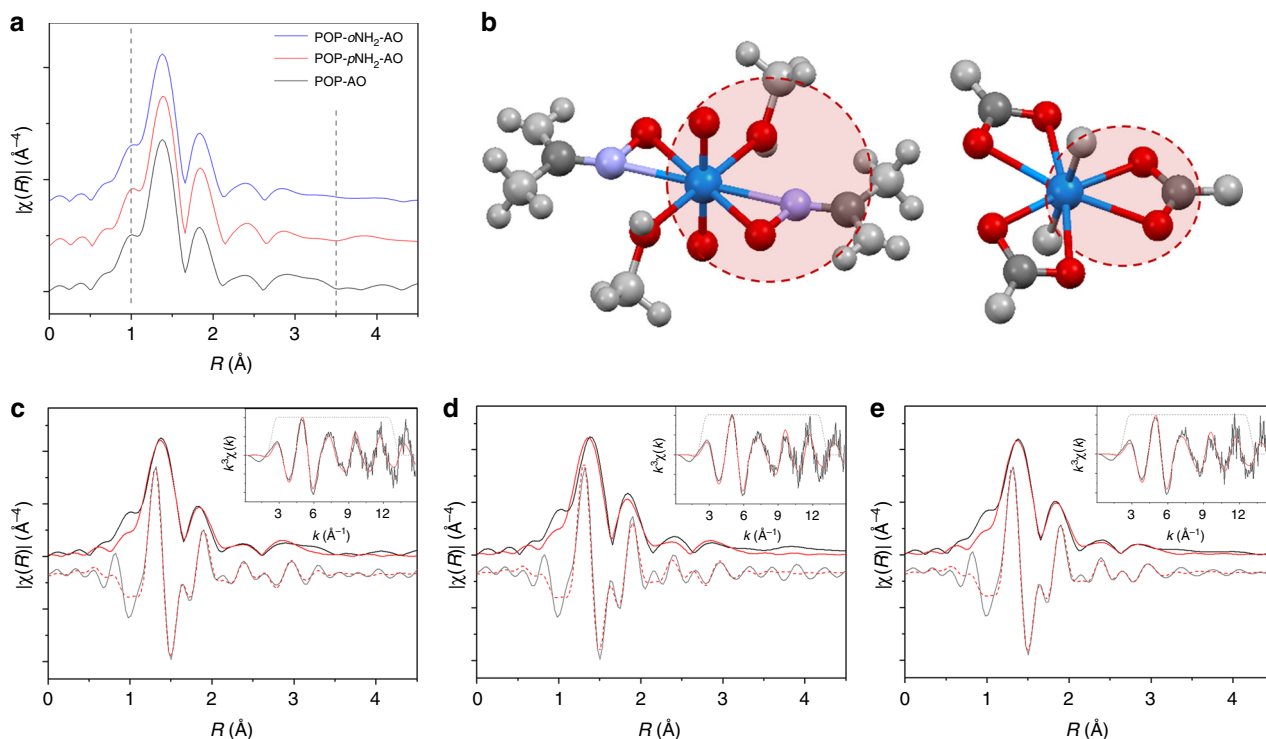 a
POP-oNH₂-AO
POP-pNH₂-AO
POP-AO
|χ(R)| (Å⁻⁴)
0 1 2 3 4
R (Å)
b
c
k³χ(k)
3 6 9 12
k (Å⁻¹)
|χ(R)| (Å⁻⁴)
0 1 2 3 4
R (Å)
d
k³χ(k)
3 6 9 12
k (Å⁻¹)
|χ(R)| (Å⁻⁴)
0 1 2 3 4
R (Å)
e
k³χ(k)
3 6 9 12
k (Å⁻¹)
|χ(R)| (Å⁻⁴)
0 1 2 3 4
R (Å)